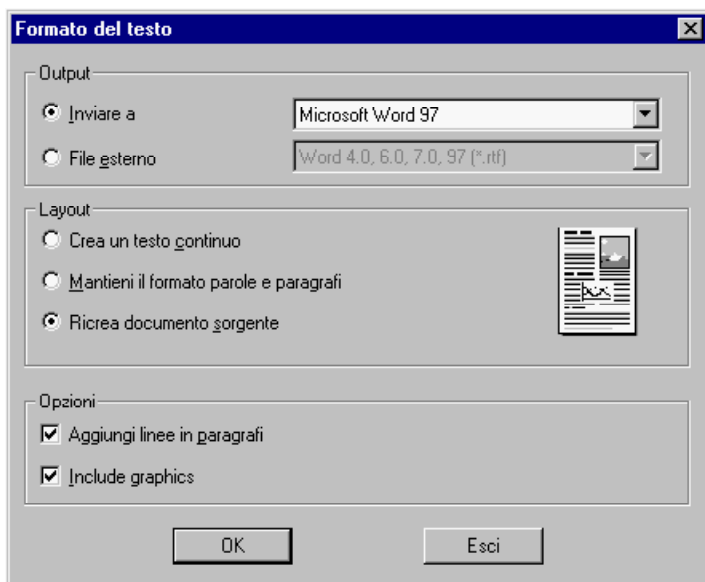 Formato del testo
Output
Inviare a
Microsoft Word 97
File esterno
Word 4.0, 6.0, 7.0, 97 (*.rtf)
Layout
Crea un testo continuo
Mantieni il formato parole e paragrafi
Ricrea documento sorgente
Opzioni
Aggiungi linee in paragrafi
Include graphics
OK
Esci